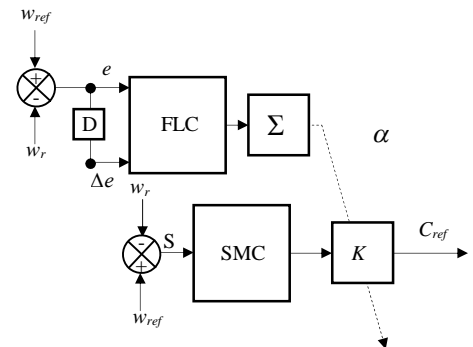 w_ref
+
-
w_r
e
D
Δe
FLC
Σ
α
w_r
-
+
S
w_ref
SMC
K
C_ref